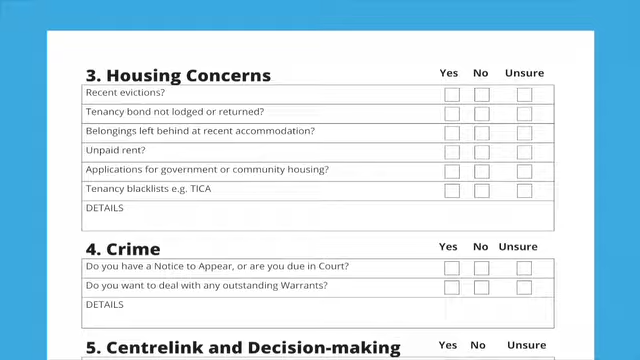 3. Housing Concerns Yes No Unsure
Recent evictions?
Tenancy bond not lodged or returned?
Belongings left behind at recent accommodation?
Unpaid rent?
Applications for government or community housing?
Tenancy blacklists e.g. TICA
DETAILS
4. Crime Yes No Unsure
Do you have a Notice to Appear, or are you due in Court?
Do you want to deal with any outstanding Warrants?
DETAILS
5. Centrelink and Decision-making Yes No Unsure